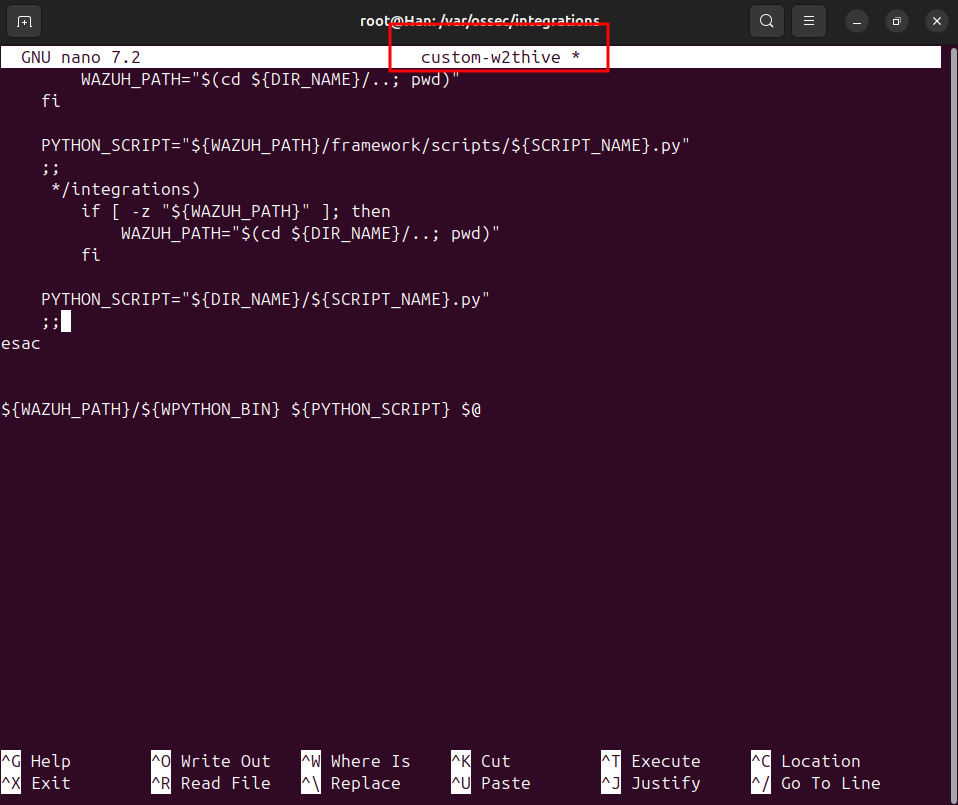 root@Han: /var/ossec/integrations
GNU nano 7.2 custom-w2thive *
        WAZUH_PATH="$(cd ${DIR_NAME}/..; pwd)"
    fi
    PYTHON_SCRIPT="${WAZUH_PATH}/framework/scripts/${SCRIPT_NAME}.py"
    ;;
     */integrations)
        if [ -z "${WAZUH_PATH}" ]; then
            WAZUH_PATH="$(cd ${DIR_NAME}/..; pwd)"
        fi
    PYTHON_SCRIPT="${DIR_NAME}/${SCRIPT_NAME}.py"
    ;;
esac
${WAZUH_PATH}/${WPYTHON_BIN} ${PYTHON_SCRIPT} $@
^G Help ^O Write Out ^W Where Is ^K Cut ^T Execute ^C Location
^X Exit ^R Read File ^\ Replace ^U Paste ^J Justify ^/ Go To Line